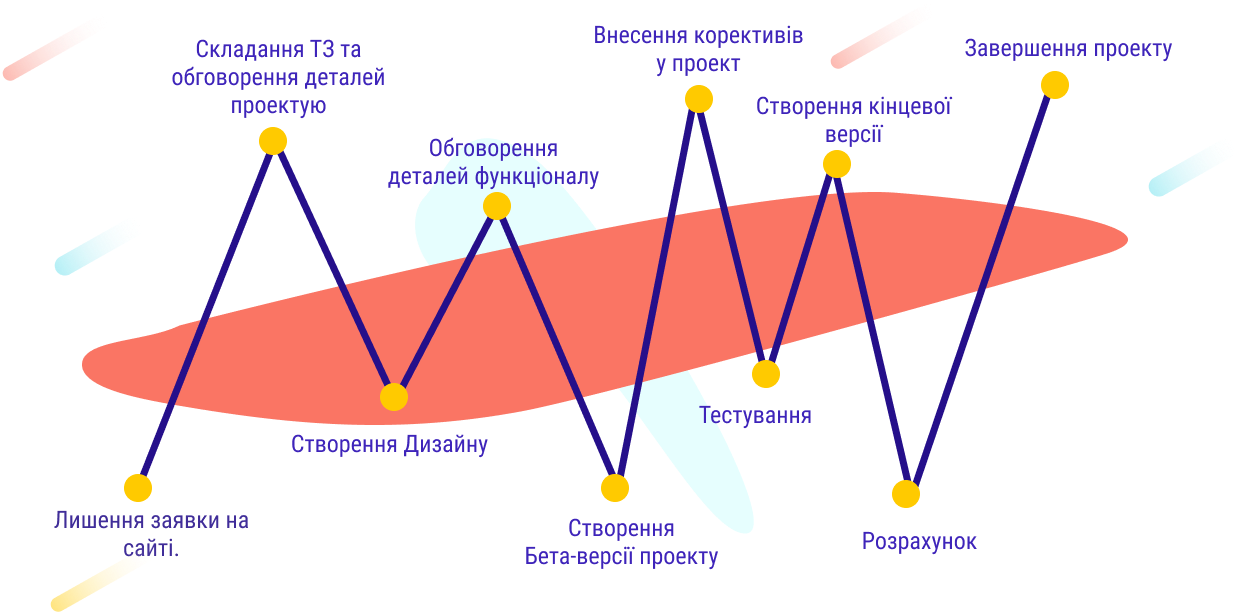 Лишення заявки на
сайті.
Складання ТЗ та
обговорення деталей
проектую
Створення Дизайну
Обговорення
деталей функціоналу
Створення
Бета-версії проекту
Внесення корективів
у проект
Тестування
Створення кінцевої
версії
Розрахунок
Завершення проекту